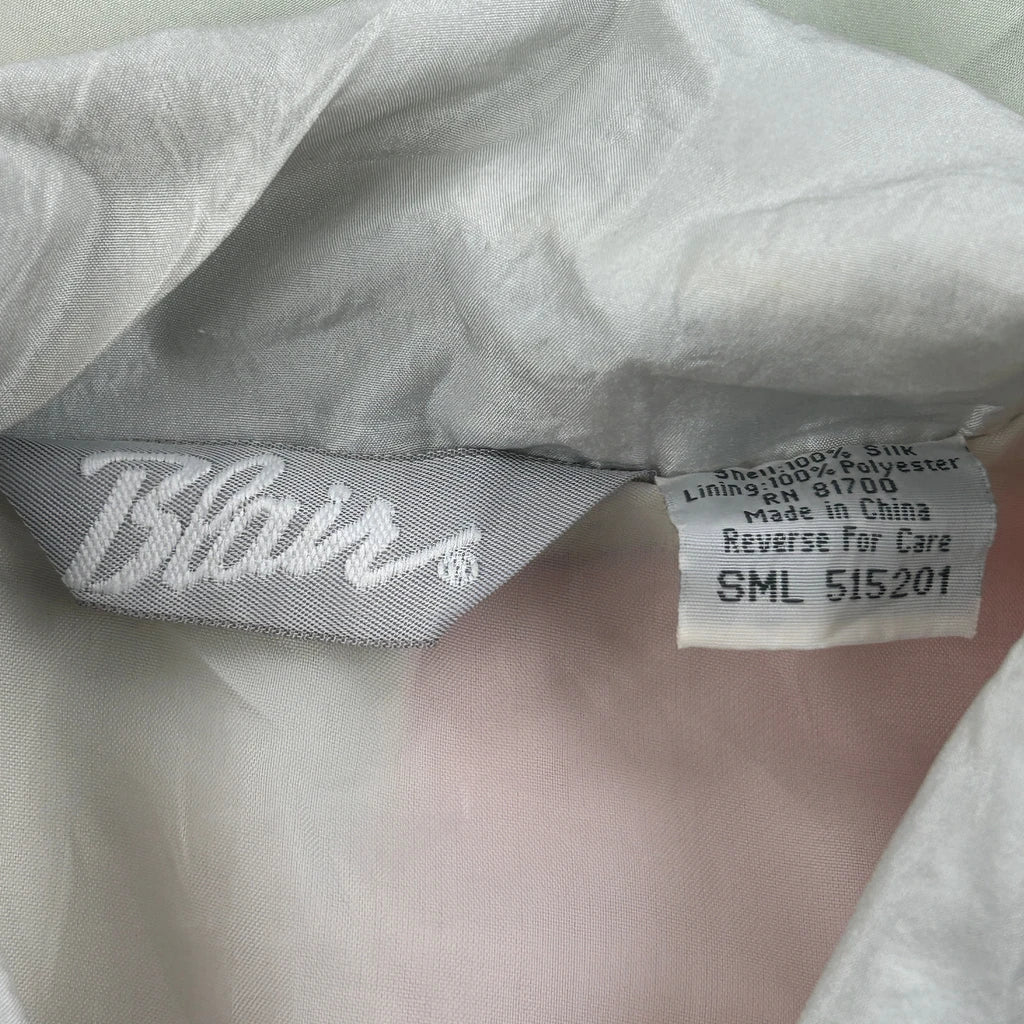 Blair
Shell:100% Silk
Lining:100% Polyester
RN 81700
Made in China
Reverse For Care
SML 515201